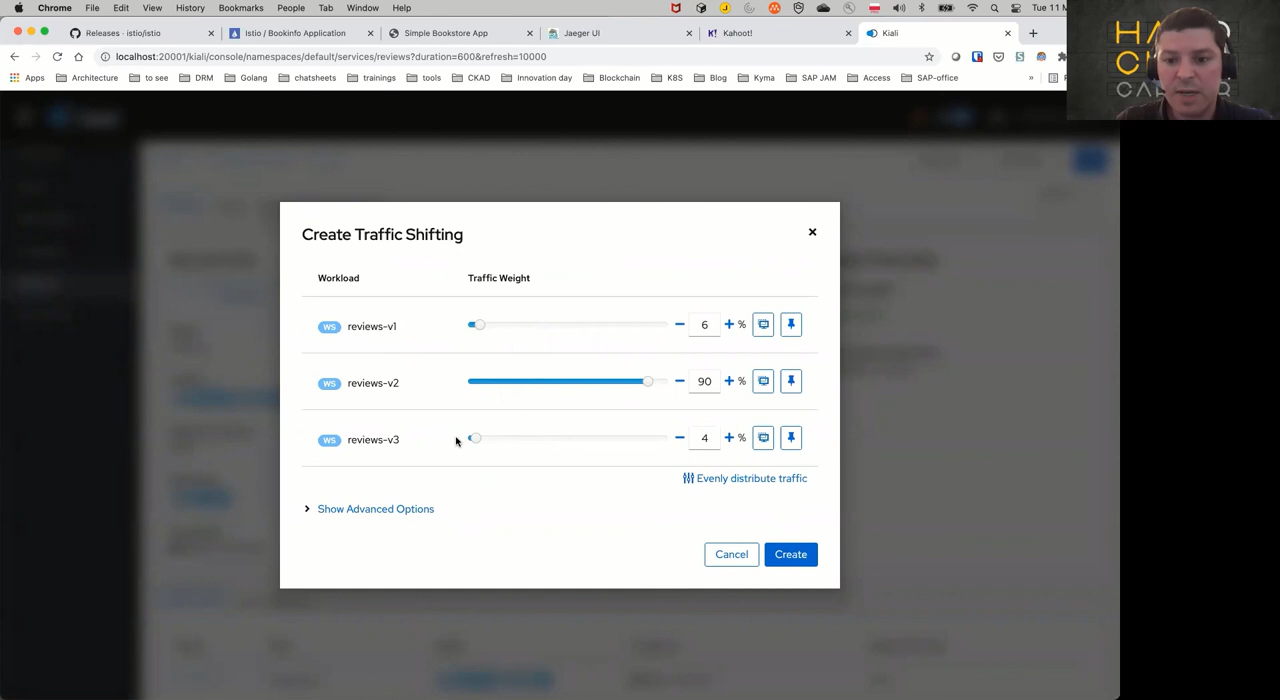 Chrome File Edit View History Bookmarks People Tab Window Help Tue 11 M
Releases · istio/istio Istio / Bookinfo Application Simple Bookstore App Jaeger UI Kahoot! Kiali
localhost:20001/kiali/console/namespaces/default/services/reviews?duration=600&refresh=10000
Apps Architecture to see DRM Golang chatsheets trainings tools CKAD Innovation day Blockchain K8S Blog Kyma SAP JAM Access SAP-office »
Create Traffic Shifting
Workload Traffic Weight
WS reviews-v1 6 %
WS reviews-v2 90 %
WS reviews-v3 4 %
Evenly distribute traffic
Show Advanced Options
Cancel Create